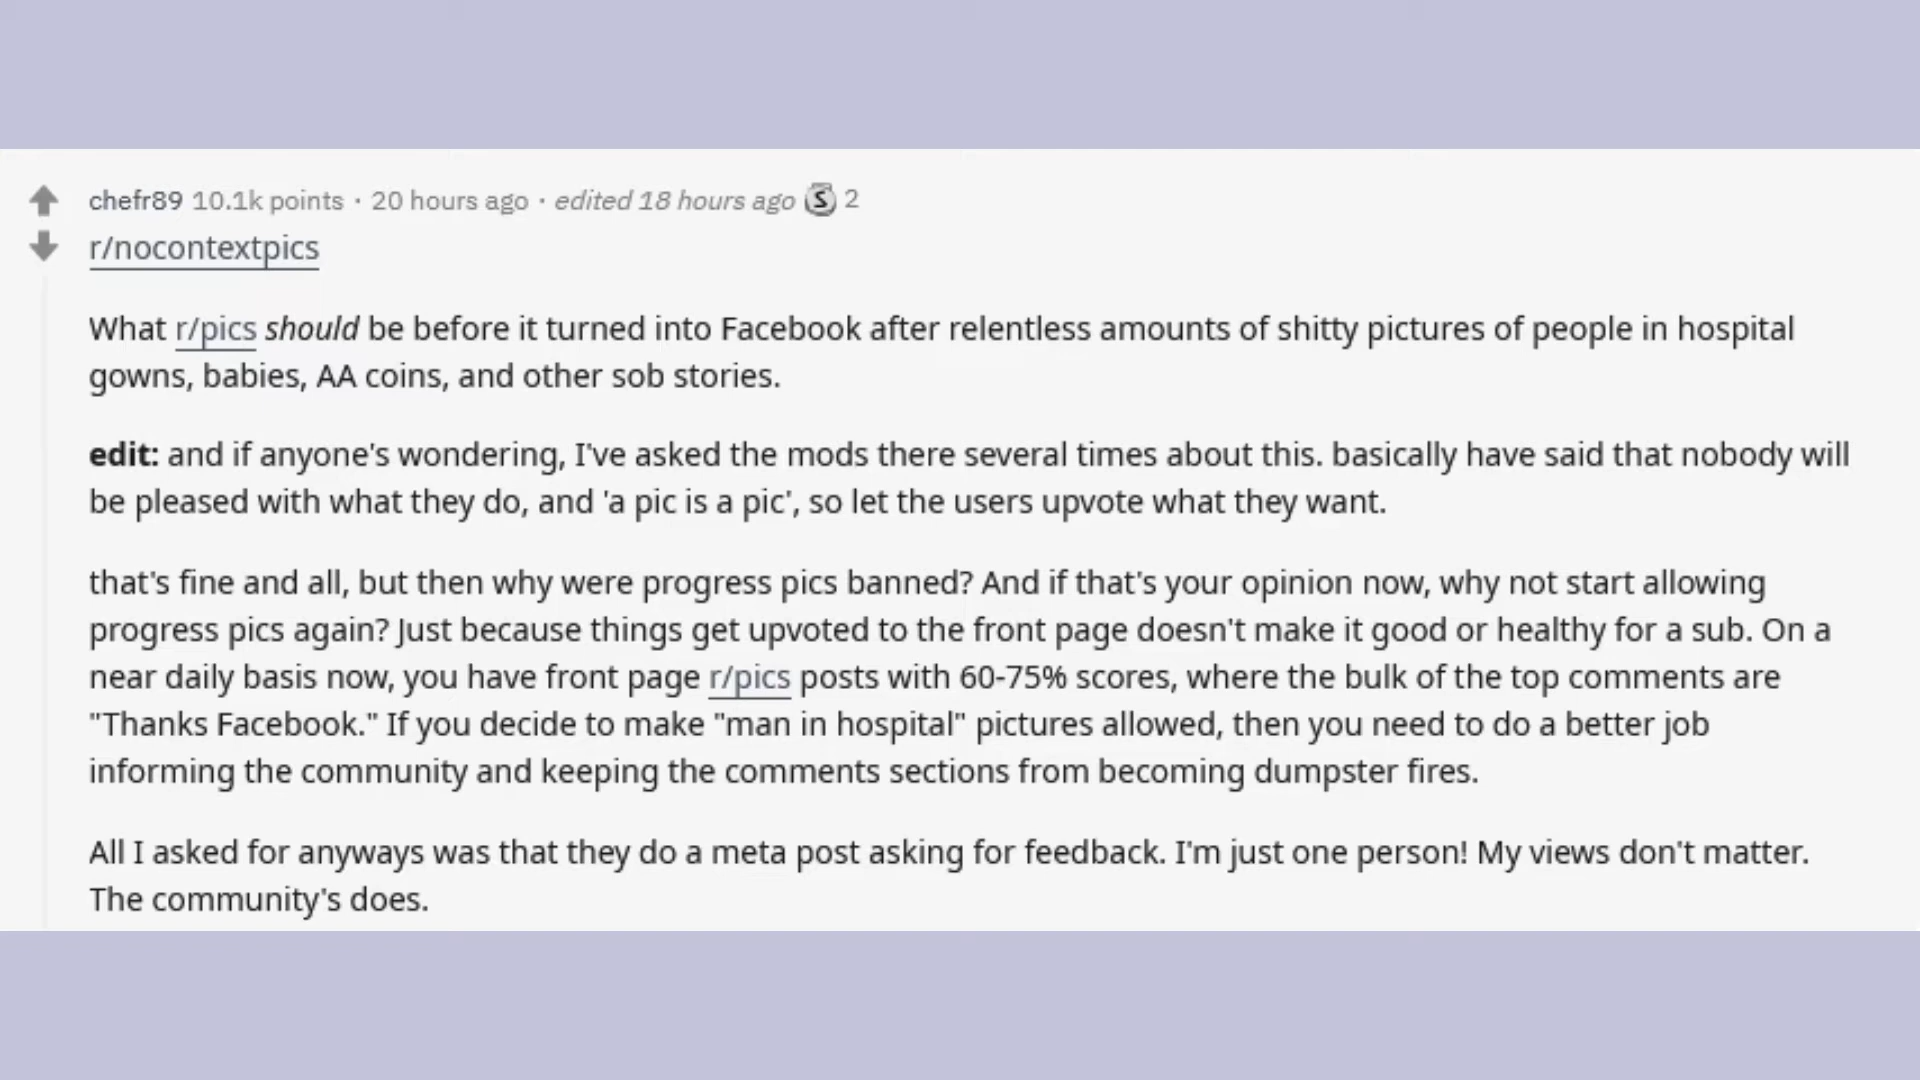 chefr89 10.1k points · 20 hours ago · edited 18 hours ago S 2
r/nocontextpics
What r/pics should be before it turned into Facebook after relentless amounts of shitty pictures of people in hospital
gowns, babies, AA coins, and other sob stories.
edit: and if anyone's wondering, I've asked the mods there several times about this. basically have said that nobody will
be pleased with what they do, and 'a pic is a pic', so let the users upvote what they want.
that's fine and all, but then why were progress pics banned? And if that's your opinion now, why not start allowing
progress pics again? Just because things get upvoted to the front page doesn't make it good or healthy for a sub. On a
near daily basis now, you have front page r/pics posts with 60-75% scores, where the bulk of the top comments are
"Thanks Facebook." If you decide to make "man in hospital" pictures allowed, then you need to do a better job
informing the community and keeping the comments sections from becoming dumpster fires.
All I asked for anyways was that they do a meta post asking for feedback. I'm just one person! My views don't matter.
The community's does.